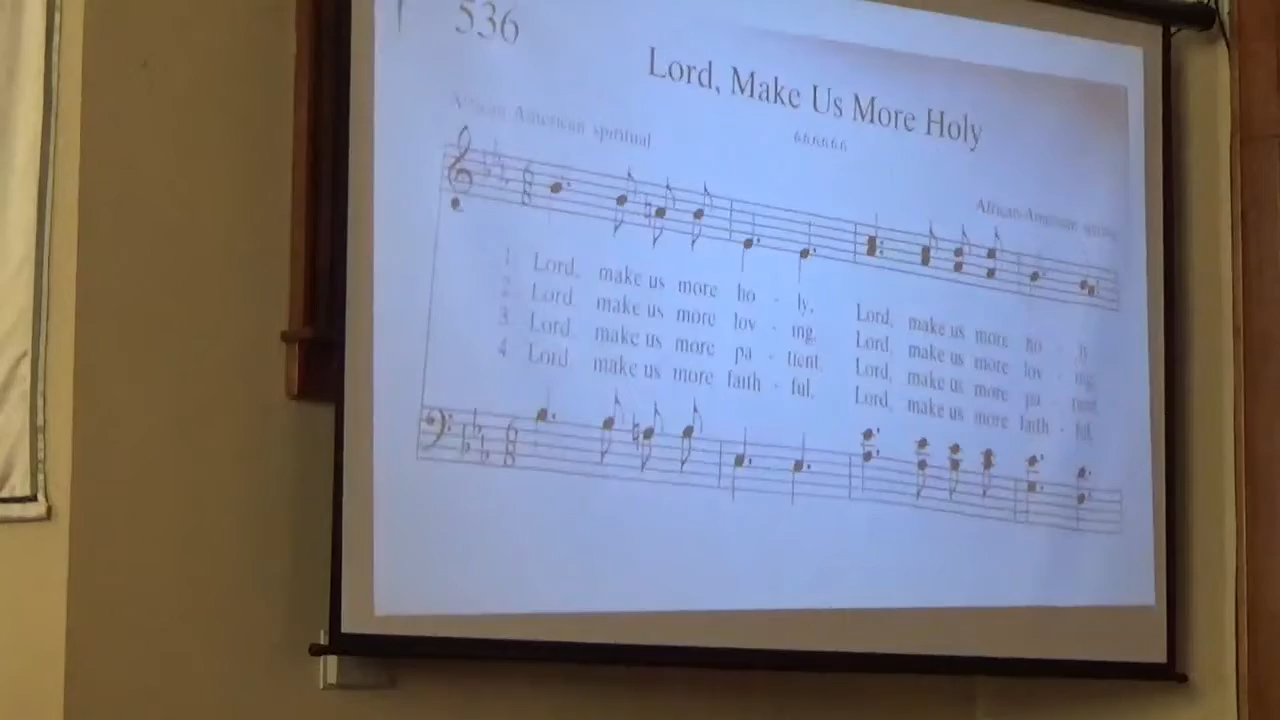 536
Lord, Make Us More Holy
666666
African American spiritual
African American
1 Lord, make us more ho - ly, Lord, make us more ho - ly
2 Lord make us more lov - ing, Lord, make us more lov - ing,
3 Lord make us more pa - tient, Lord, make us more pa - tient
4 Lord make us more faith - ful, Lord, make us more faith - ful,